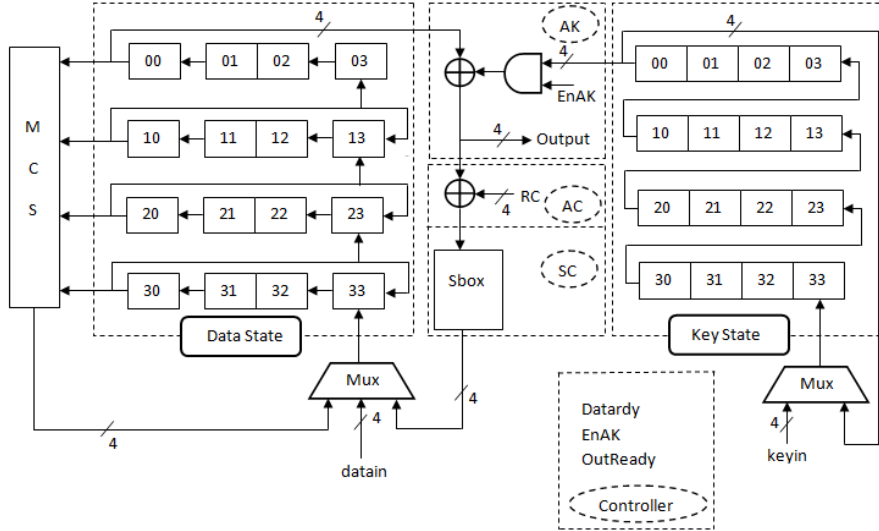 4
4
AK
4
00 01 02 03
4
00 01 02 03
EnAK
M
C
S
10 11 12 13
4
Output
10 11 12 13
20 21 22 23
RC
4
AC
20 21 22 23
30 31 32 33
Sbox
SC
30 31 32 33
Data State
Key State
Mux
Mux
4
4
4
4
datain
keyin
Datardy
EnAK
OutReady
Controller